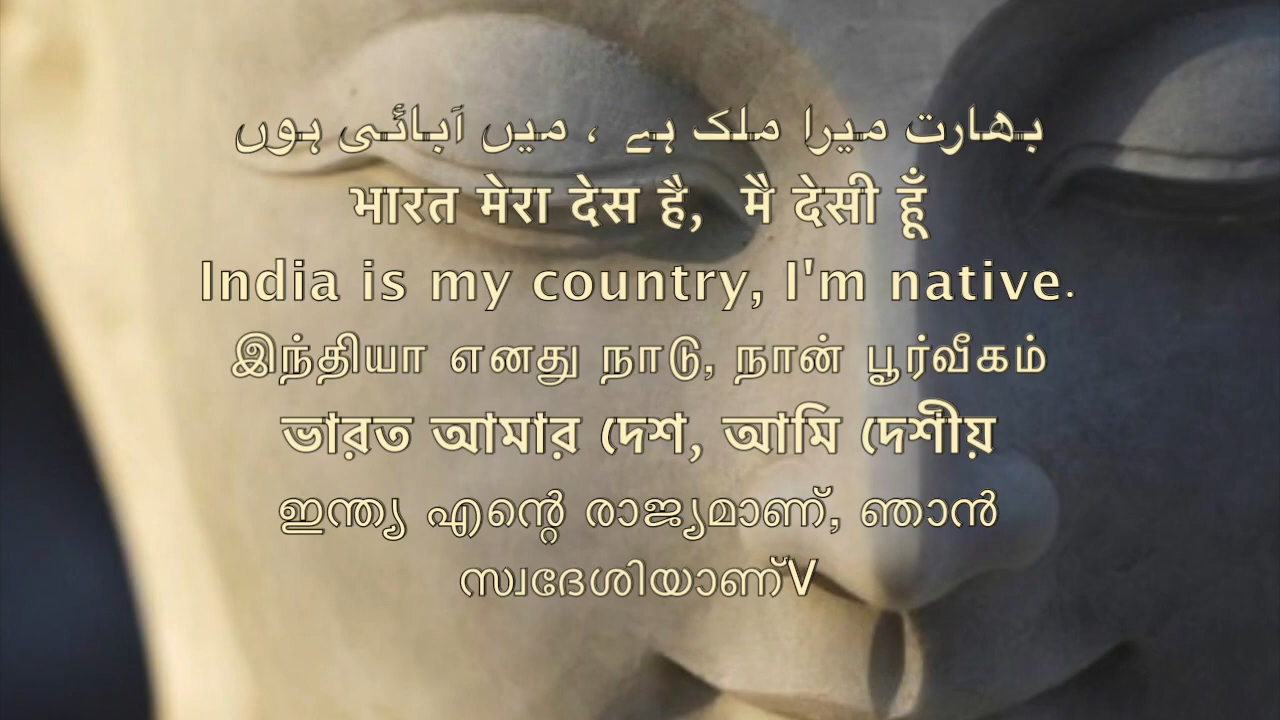 بھارت میرا ملک ہے ، میں آبائی ہوں
भारत मेरा देस है, मै देसी हूँ
India is my country, I'm native.
இந்தியா எனது நாடு, நான் பூர்வீகம்
ভারত আমার দেশ, আমি দেশীয়
ഇന്ത്യ എന്റെ രാജ്യമാണ്, ഞാൻ
സ്വദേശിയാണ്V